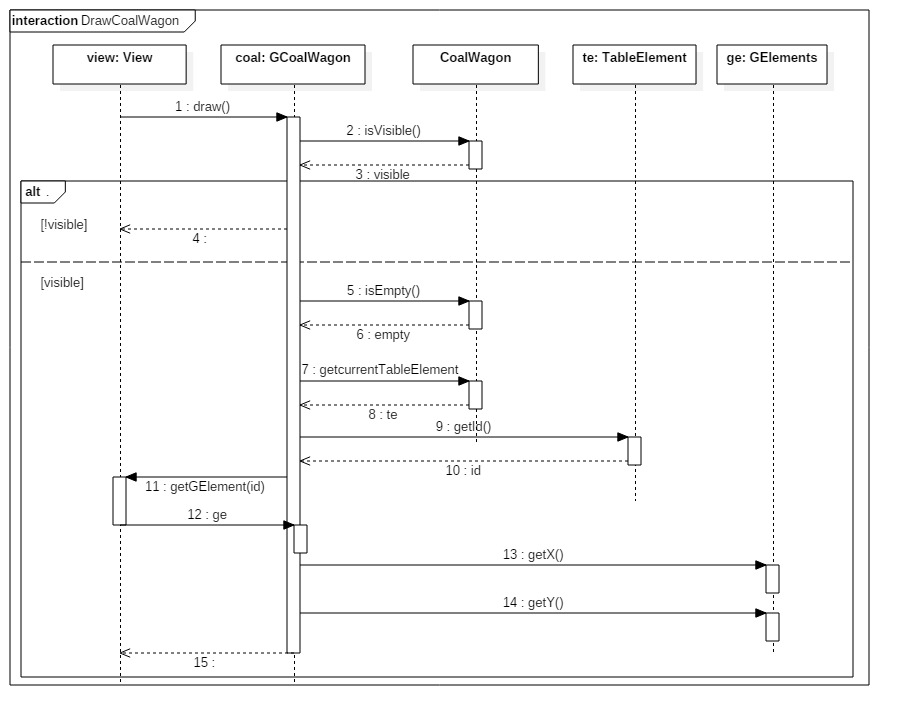 interaction DrawCoalWagon
view: View
coal: GCoalWagon
CoalWagon
te: TableElement
ge: GElements
1 : draw()
2 : isVisible()
3 : visible
alt .
[!visible]
4 :
[visible]
5 : isEmpty()
6 : empty
7 : getcurrentTableElement
8 : te
9 : getId()
10 : id
11 : getGElement(id)
12 : ge
13 : getX()
14 : getY()
15 :